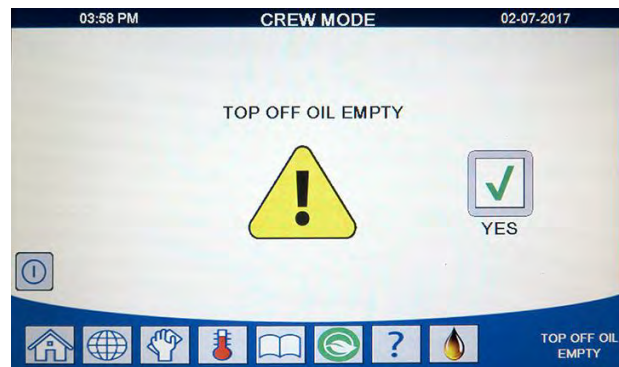 03:58 PM CREW MODE 02-07-2017
TOP OFF OIL EMPTY
YES
?
TOP OFF OIL
EMPTY